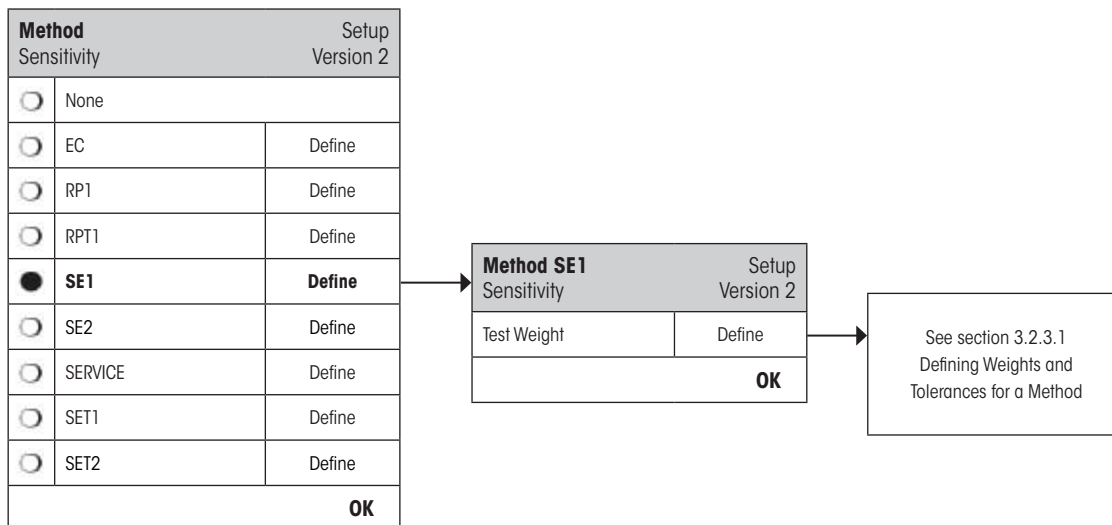 Method Setup
Sensitivity Version 2
None
EC Define
RP1 Define
RPT1 Define
SE1 Define
SE2 Define
SERVICE Define
SET1 Define
SET2 Define
OK
Method SE1 Setup
Sensitivity Version 2
Test Weight Define
OK
See section 3.2.3.1
Defining Weights and
Tolerances for a Method